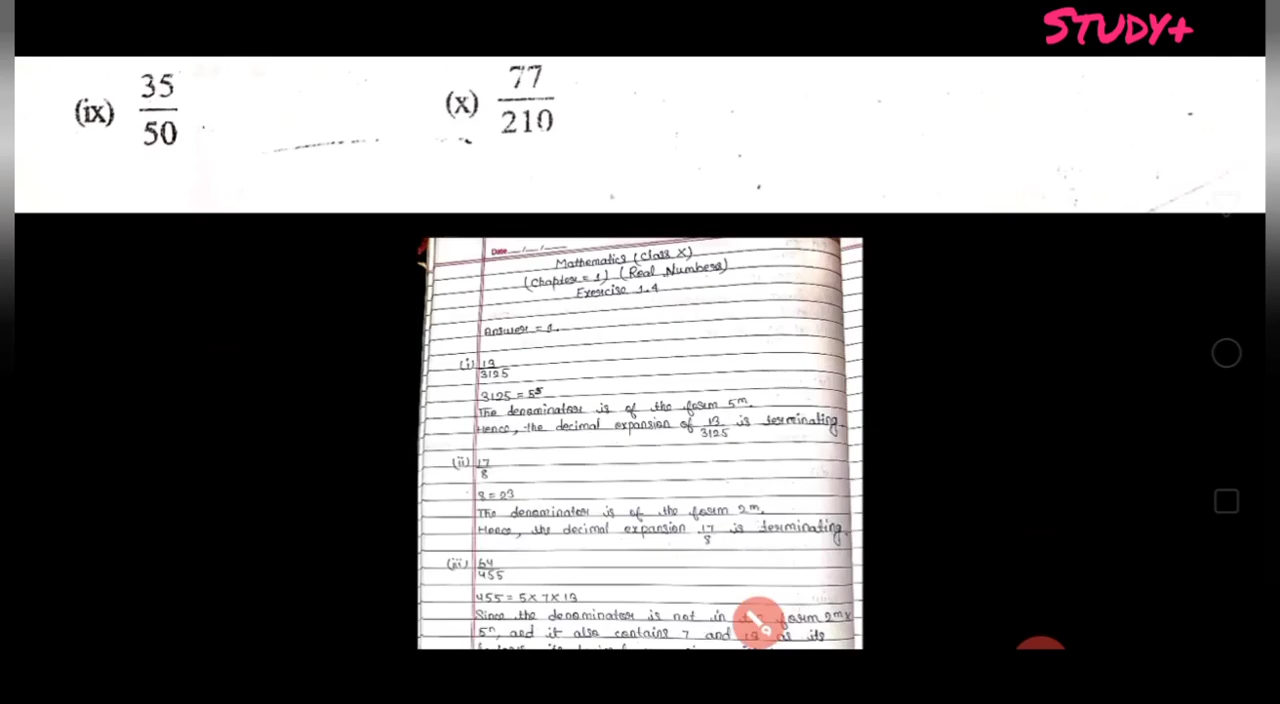 STUDY+
(ix) 35/50 (x) 77/210
Date
Mathematics (Class X)
(Chapter = 1) (Real Numbers)
Exercise 1.4
Answer = 1.
(i) 13/3125
3125 = 5⁵
The denominator is of the form 5ᵐ.
Hence, the decimal expansion of 13/3125 is terminating.
(ii) 17/8
8 = 23
The denominator is of the form 2m.
Hence, the decimal expansion 17/8 is terminating.
(iii) 64/455
455 = 5 x 7 x 13
Since the denominator is not in form 2m x
5ⁿ, and it also contains 7 and 13 as its